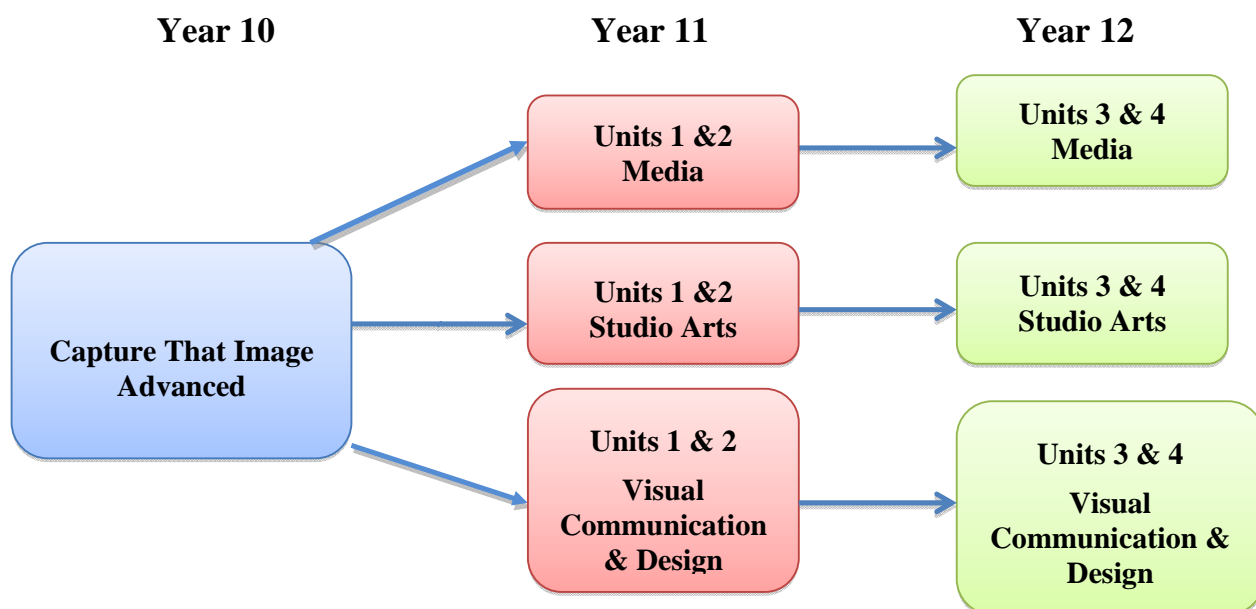 Year 10
Year 11
Year 12
Units 1 &2
Media
Units 3 & 4
Media
Capture That Image
Advanced
Units 1 &2
Studio Arts
Units 3 & 4
Studio Arts
Units 1 & 2
Visual
Communication
& Design
Units 3 & 4
Visual
Communication &
Design